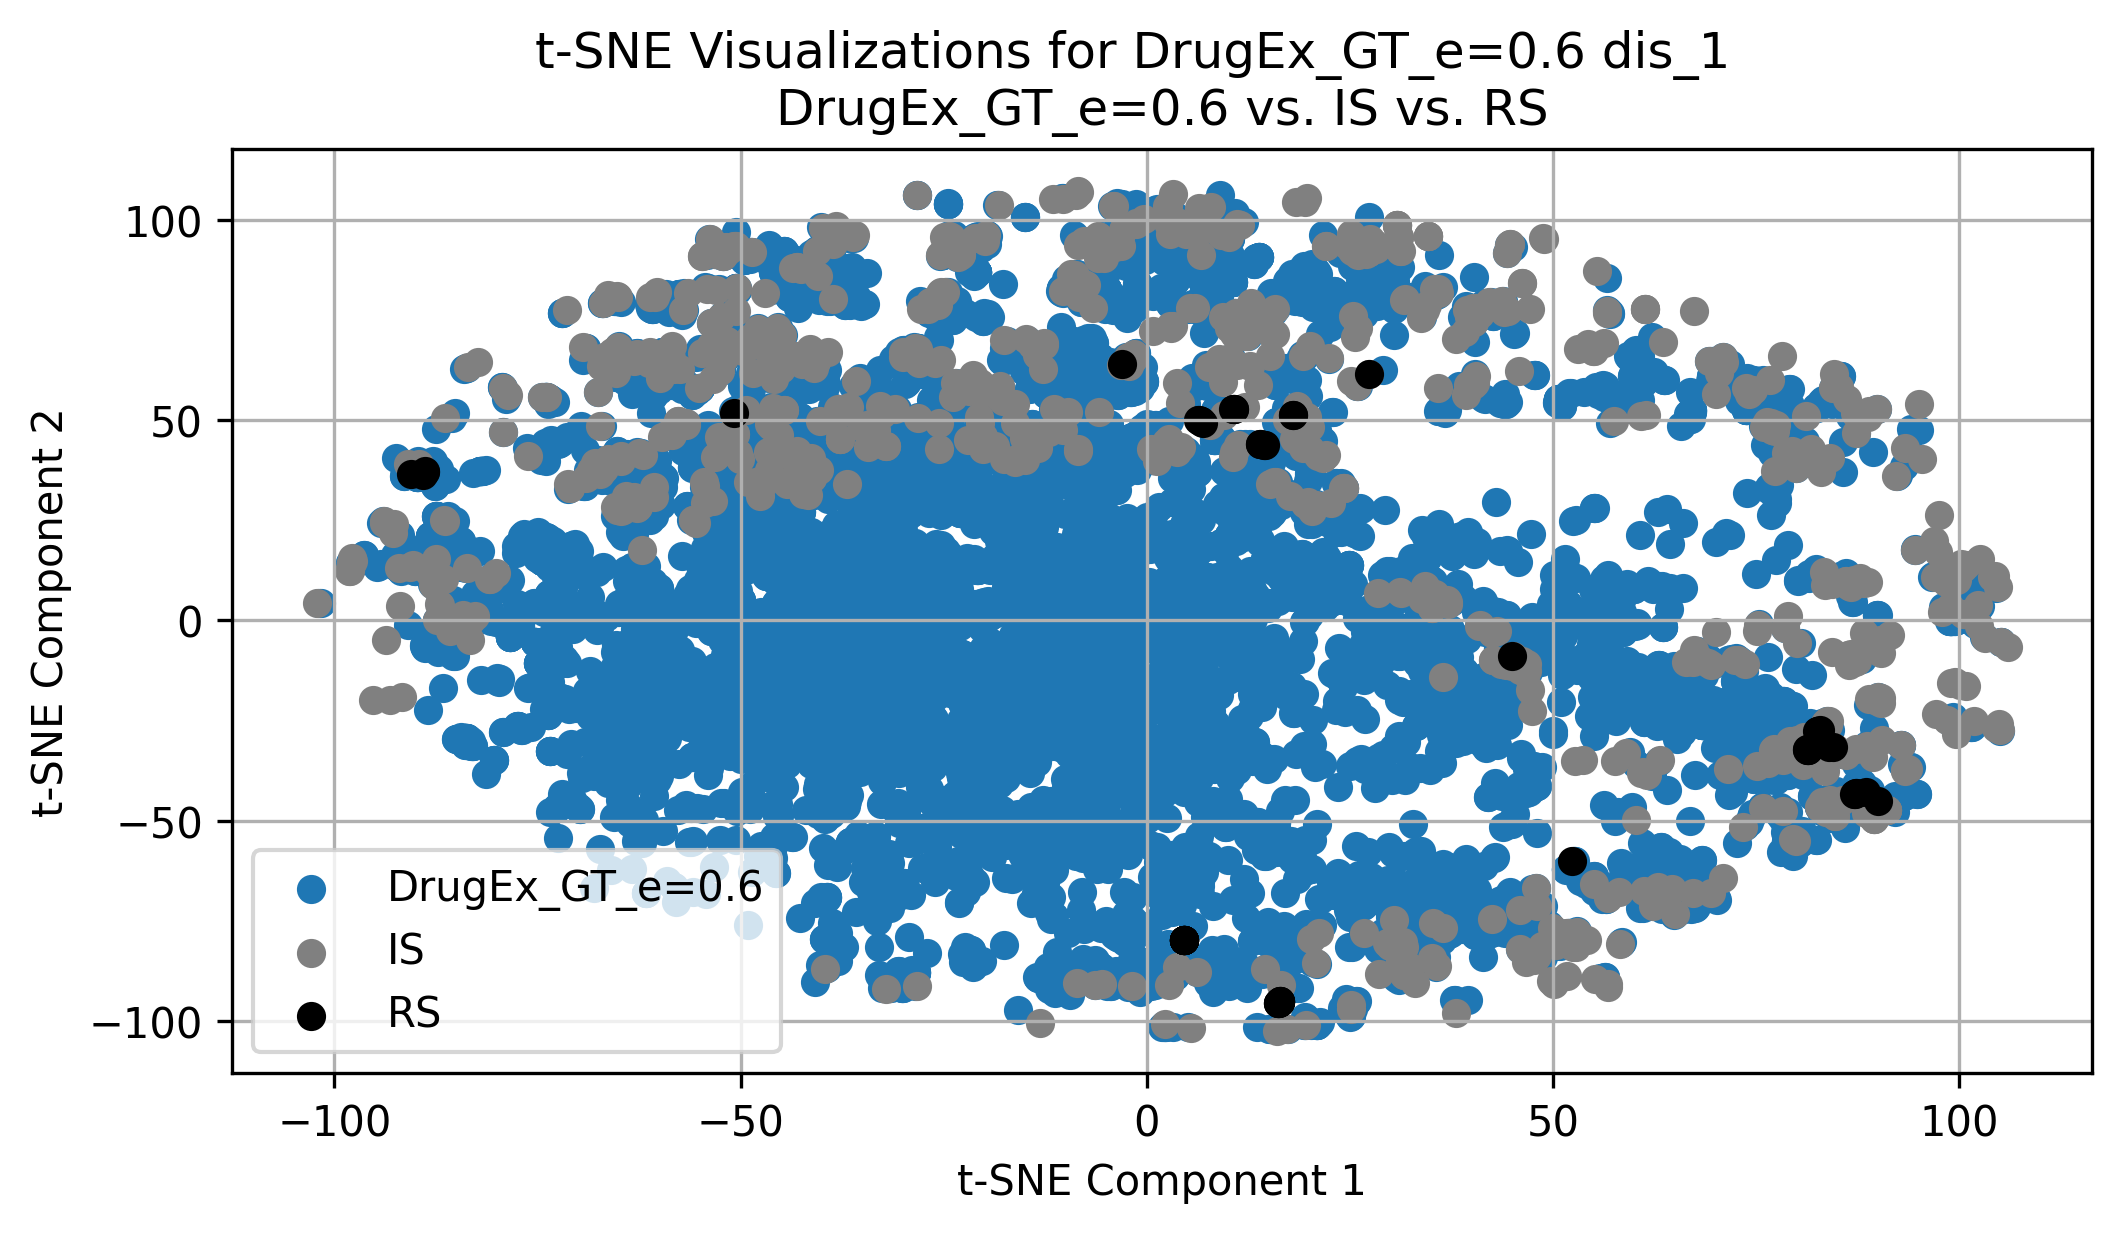 t-SNE Visualizations for DrugEx_GT_e=0.6 dis_1
DrugEx_GT_e=0.6 vs. IS vs. RS
t-SNE Component 2
100
50
0
−50
−100
DrugEx_GT_e=0.6
IS
RS
−100
−50
0
50
100
t-SNE Component 1